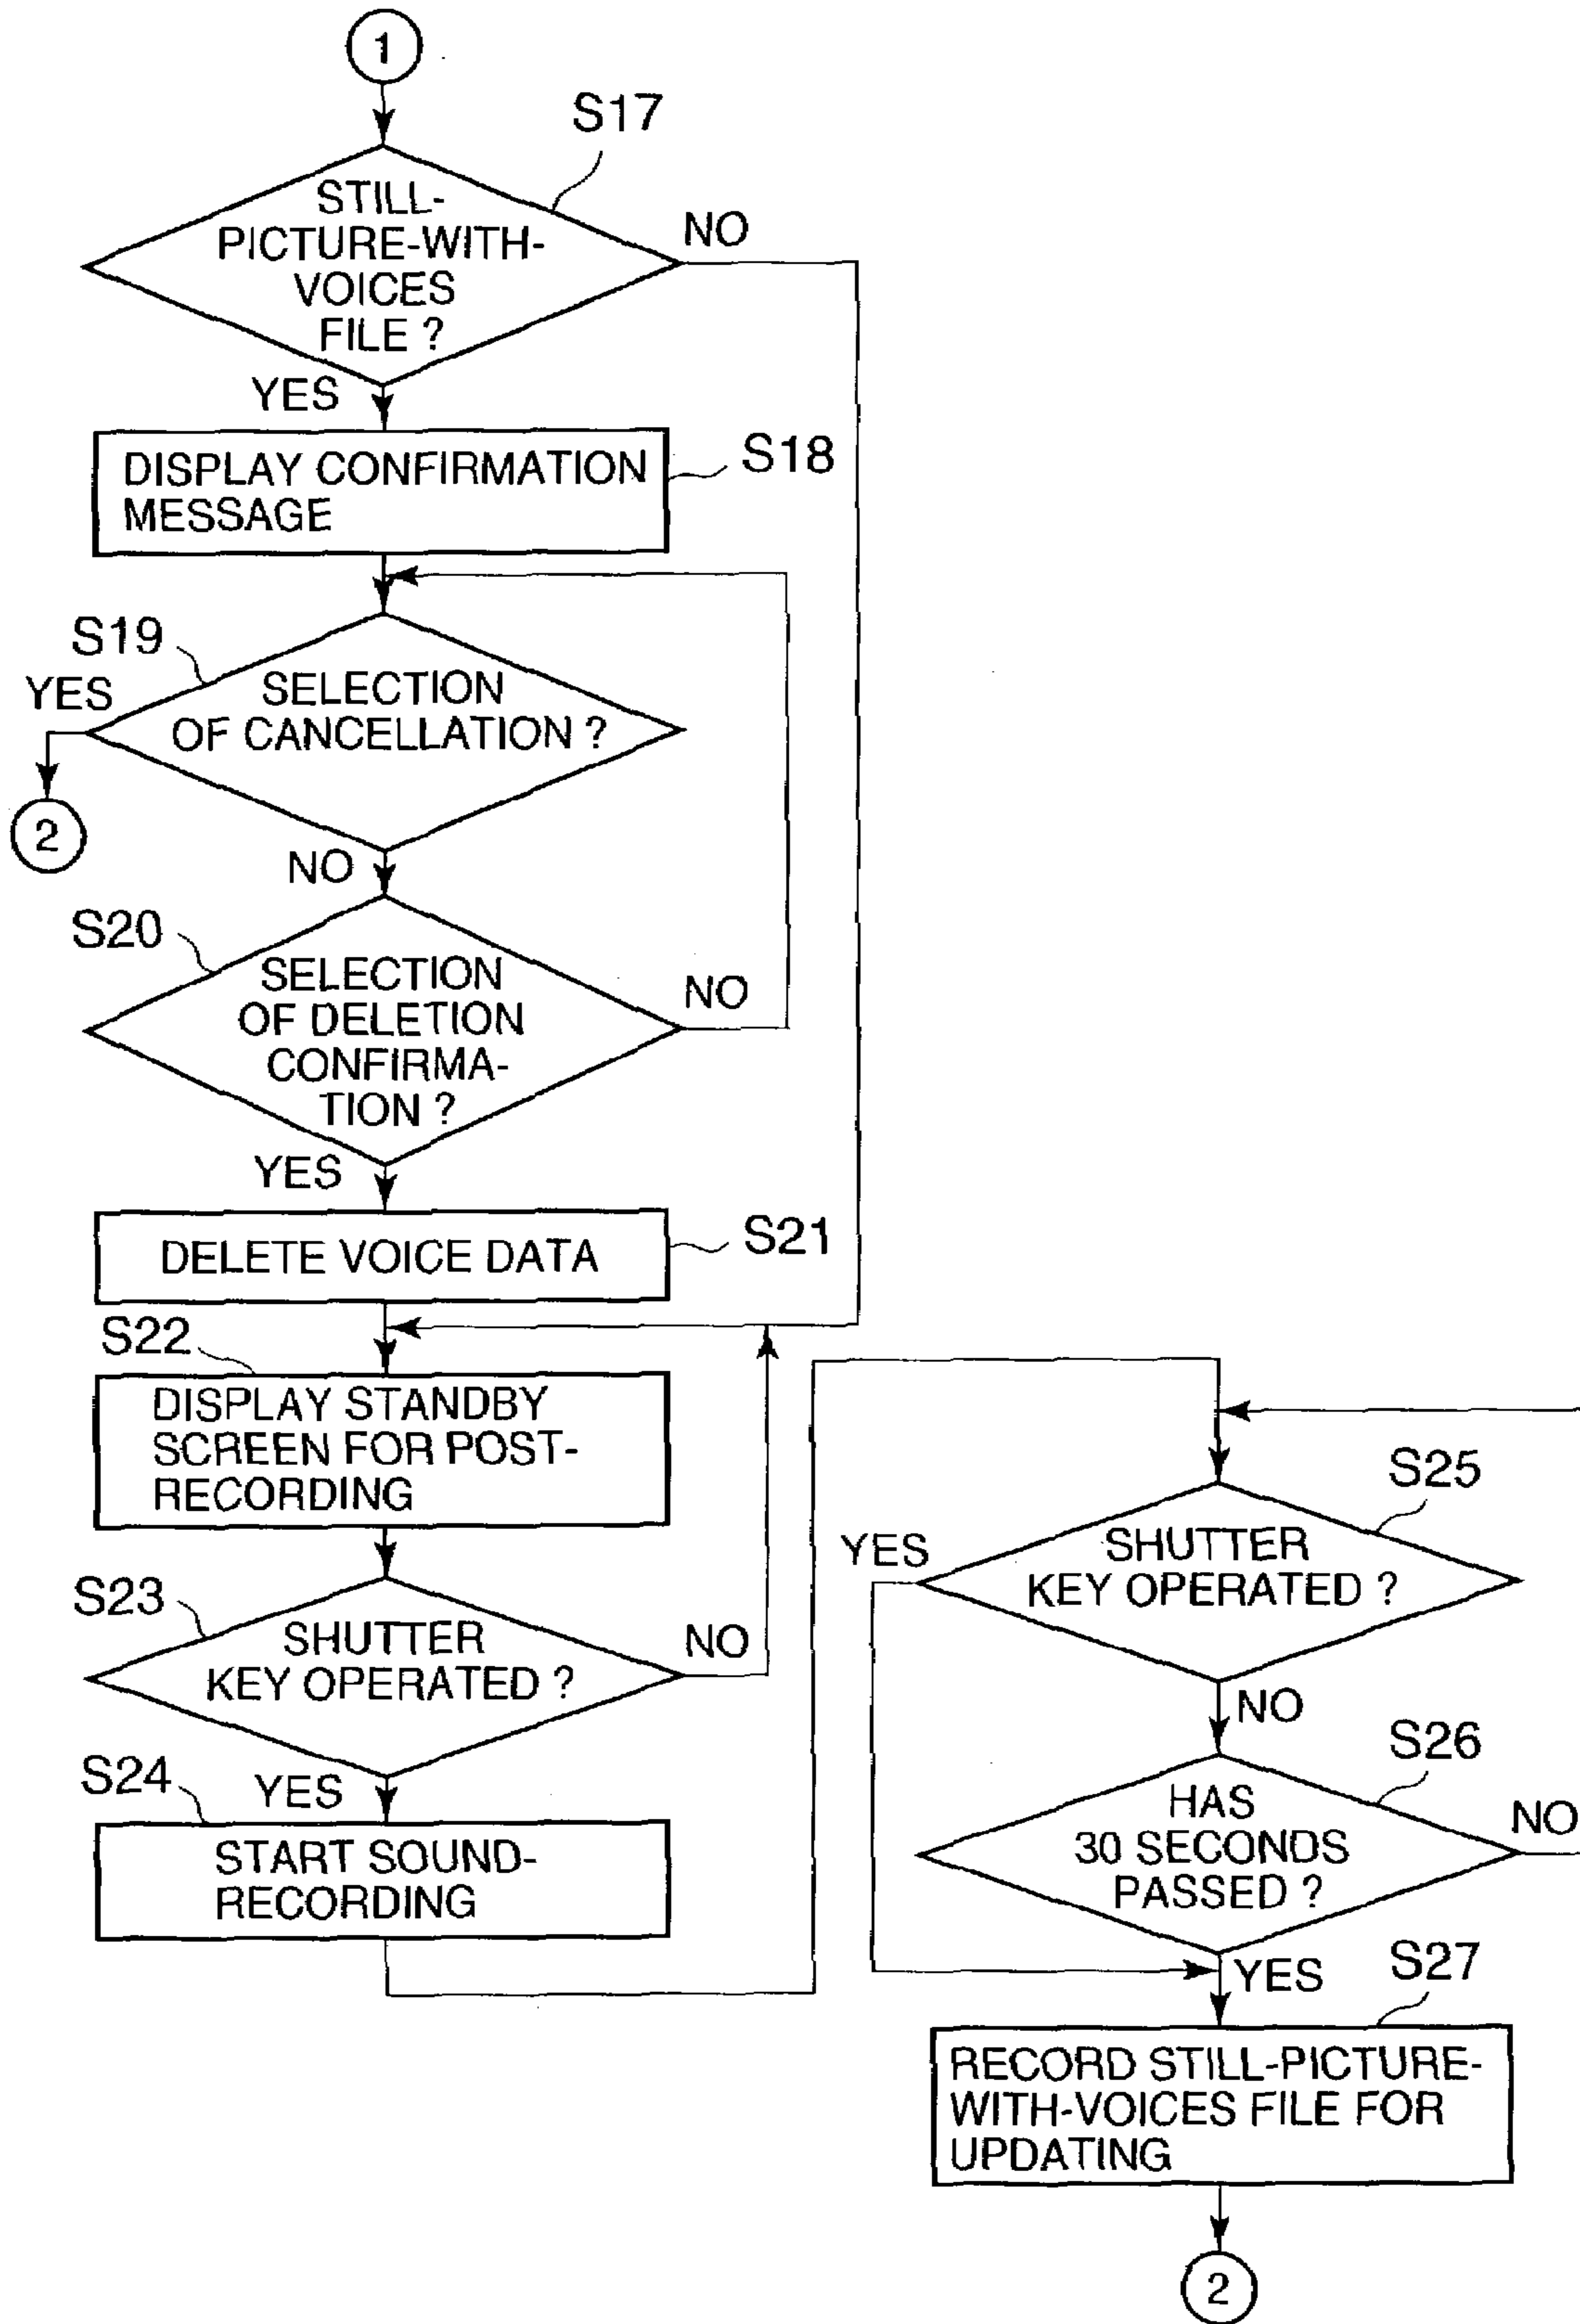 1
S17
STILL-
PICTURE-WITH-
VOICES
FILE ?
NO
YES
DISPLAY CONFIRMATION
MESSAGE
S18
S19
YES
SELECTION
OF CANCELLATION ?
2
NO
S20
SELECTION
OF DELETION
CONFIRMA-
TION ?
NO
YES
DELETE VOICE DATA
S21
S22
DISPLAY STANDBY
SCREEN FOR POST-
RECORDING
S23
SHUTTER
KEY OPERATED ?
NO
S24
YES
START SOUND-
RECORDING
S25
YES
SHUTTER
KEY OPERATED ?
NO
S26
HAS
30 SECONDS
PASSED ?
NO
YES
S27
RECORD STILL-PICTURE-
WITH-VOICES FILE FOR
UPDATING
2